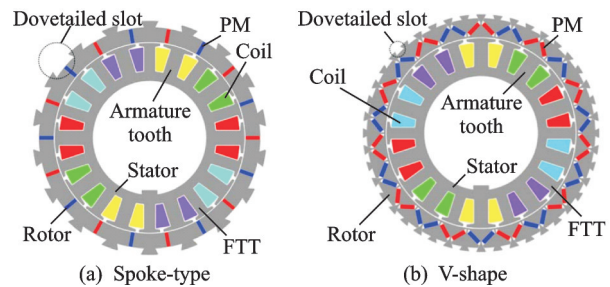 Dovetailed slot
PM
Coil
Armature
tooth
Stator
Rotor
FTT
(a) Spoke-type
Dovetailed slot
PM
Coil
Armature
tooth
Stator
Rotor
FTT
(b) V-shape